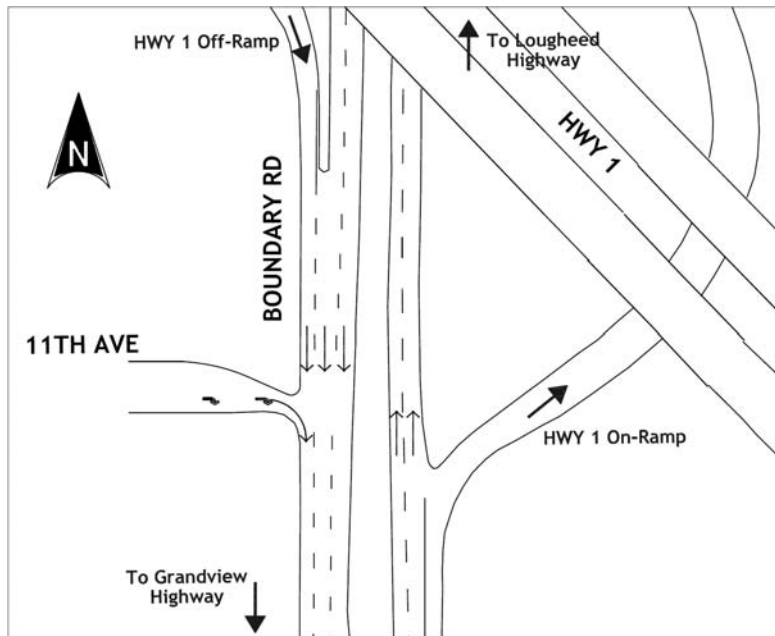 HWY 1 Off-Ramp
To Lougheed
Highway
HWY 1
N
BOUNDARY RD
11TH AVE
HWY 1 On-Ramp
To Grandview
Highway